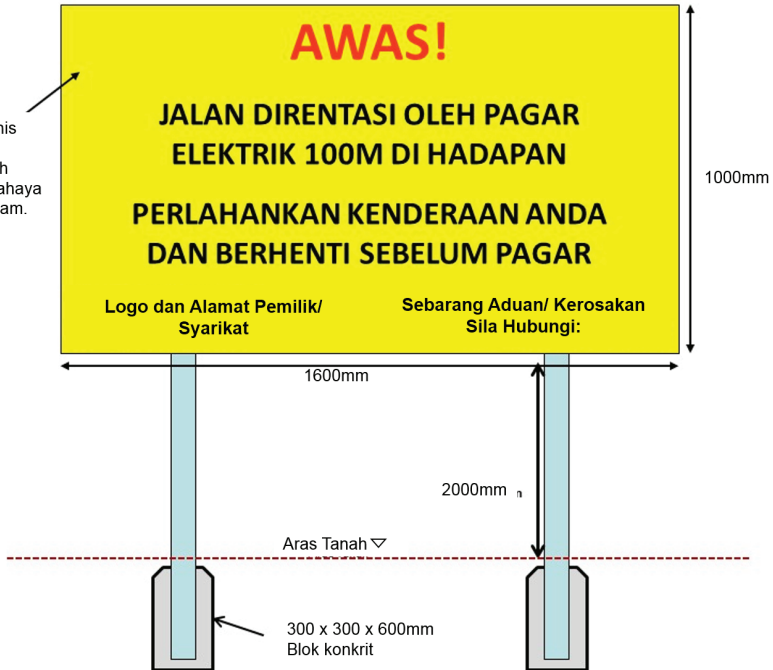 AWAS!
JALAN DIRENTASI OLEH PAGAR
ELEKTRIK 100M DI HADAPAN
PERLAHANKAN KENDERAAN ANDA
DAN BERHENTI SEBELUM PAGAR
Logo dan Alamat Pemilik/
Syarikat
Sebarang Aduan/ Kerosakan
Sila Hubungi:
1000mm
1600mm
2000mm
Aras Tanah
300 x 300 x 600mm
Blok konkrit